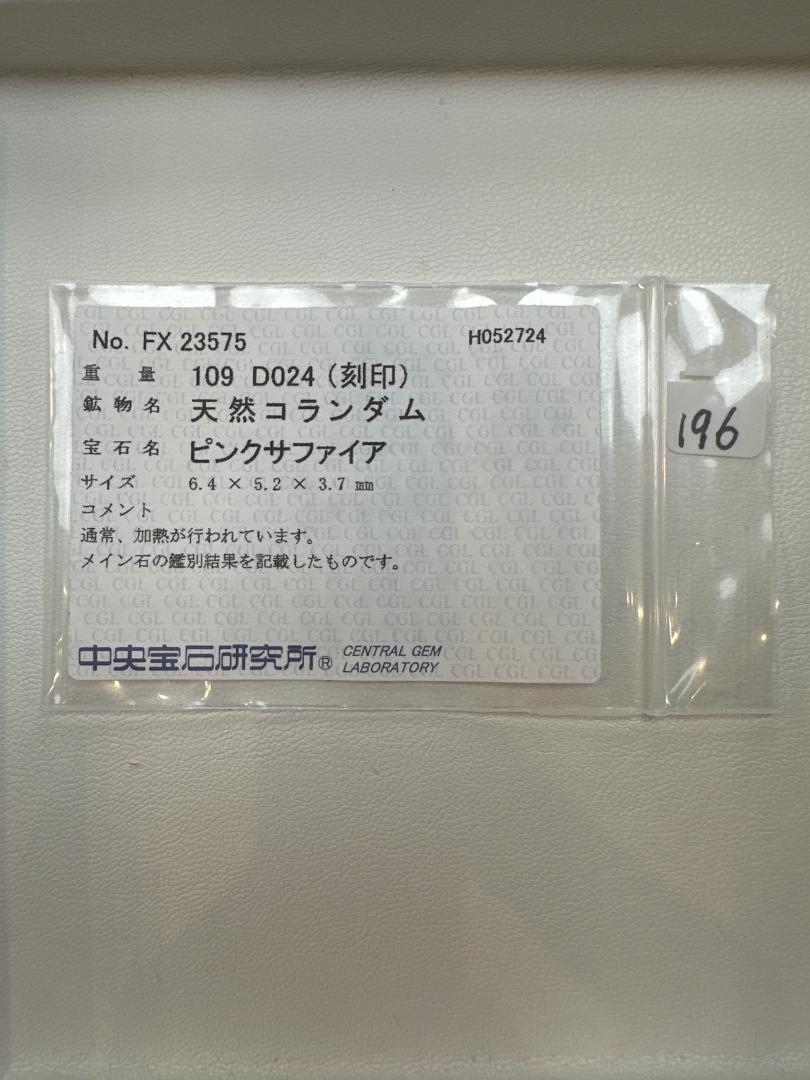 No. FX 23575 H052724
重量 109 D024 (刻印)
鉱物名 天然コランダム
宝石名 ピンクサファイア
サイズ 6.4 × 5.2 × 3.7 mm
コメント
通常、加熱が行われています。
メイン石の鑑別結果を記載したものです。
中央宝石研究所® CENTRAL GEM
LABORATORY
196